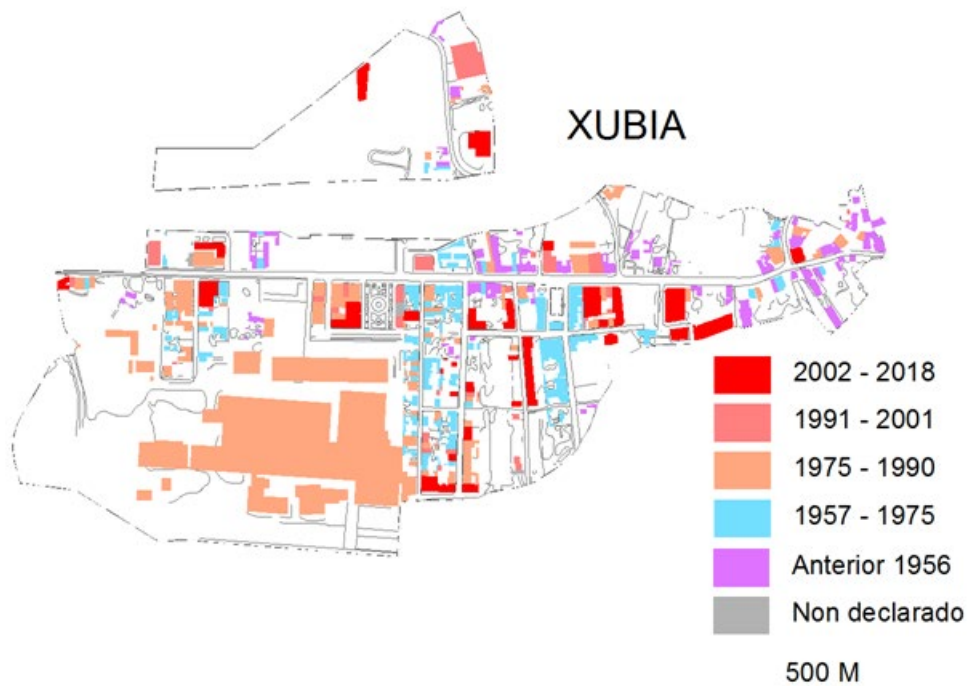 XUBIA
2002 - 2018
1991 - 2001
1975 - 1990
1957 - 1975
Anterior 1956
Non declarado
500 M